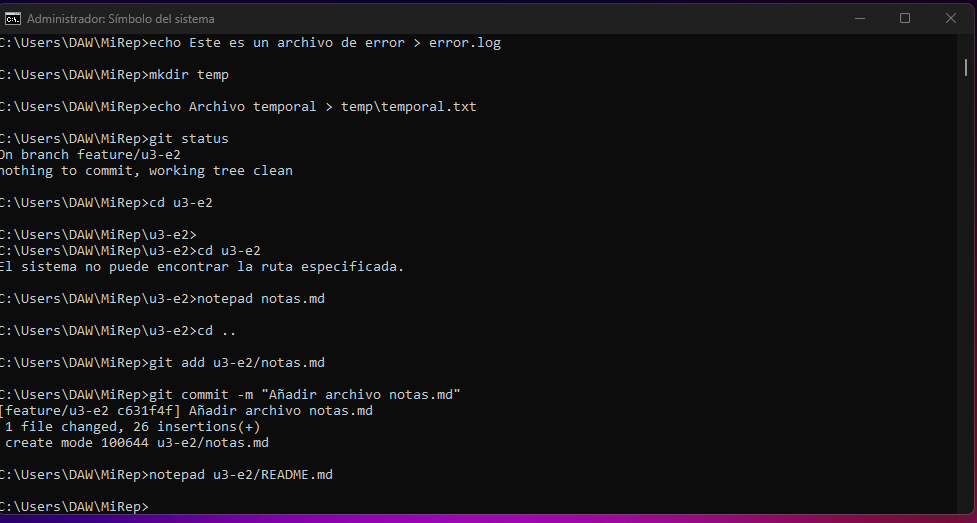 Administrador: Símbolo del sistema
C:\Users\DAW\MiRep>echo Este es un archivo de error > error.log
C:\Users\DAW\MiRep>mkdir temp
C:\Users\DAW\MiRep>echo Archivo temporal > temp\temporal.txt
C:\Users\DAW\MiRep>git status
On branch feature/u3-e2
nothing to commit, working tree clean
C:\Users\DAW\MiRep>cd u3-e2
C:\Users\DAW\MiRep\u3-e2>
C:\Users\DAW\MiRep\u3-e2>cd u3-e2
El sistema no puede encontrar la ruta especificada.
C:\Users\DAW\MiRep\u3-e2>notepad notas.md
C:\Users\DAW\MiRep\u3-e2>cd ..
C:\Users\DAW\MiRep>git add u3-e2/notas.md
C:\Users\DAW\MiRep>git commit -m "Añadir archivo notas.md"
[feature/u3-e2 c631f4f] Añadir archivo notas.md
1 file changed, 26 insertions(+)
create mode 100644 u3-e2/notas.md
C:\Users\DAW\MiRep>notepad u3-e2/README.md
C:\Users\DAW\MiRep>